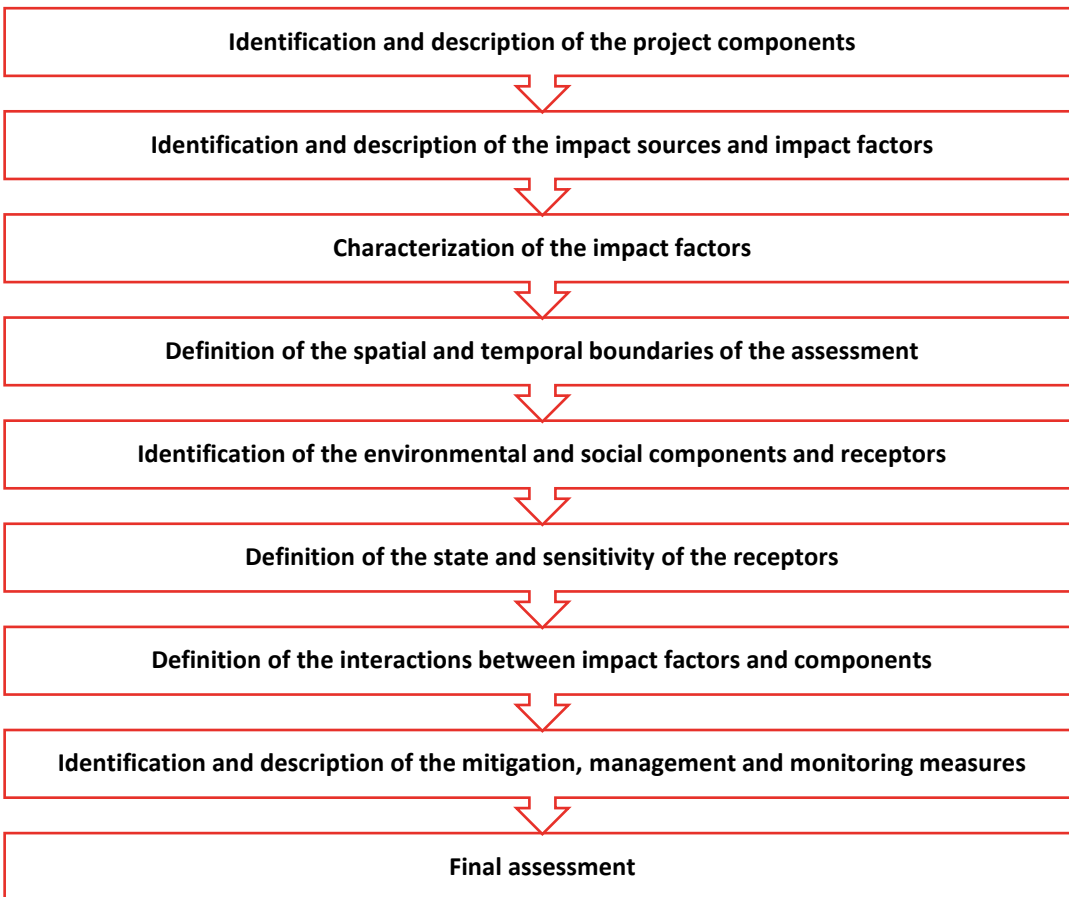 Identification and description of the project components
Identification and description of the impact sources and impact factors
Characterization of the impact factors
Definition of the spatial and temporal boundaries of the assessment
Identification of the environmental and social components and receptors
Definition of the state and sensitivity of the receptors
Definition of the interactions between impact factors and components
Identification and description of the mitigation, management and monitoring measures
Final assessment